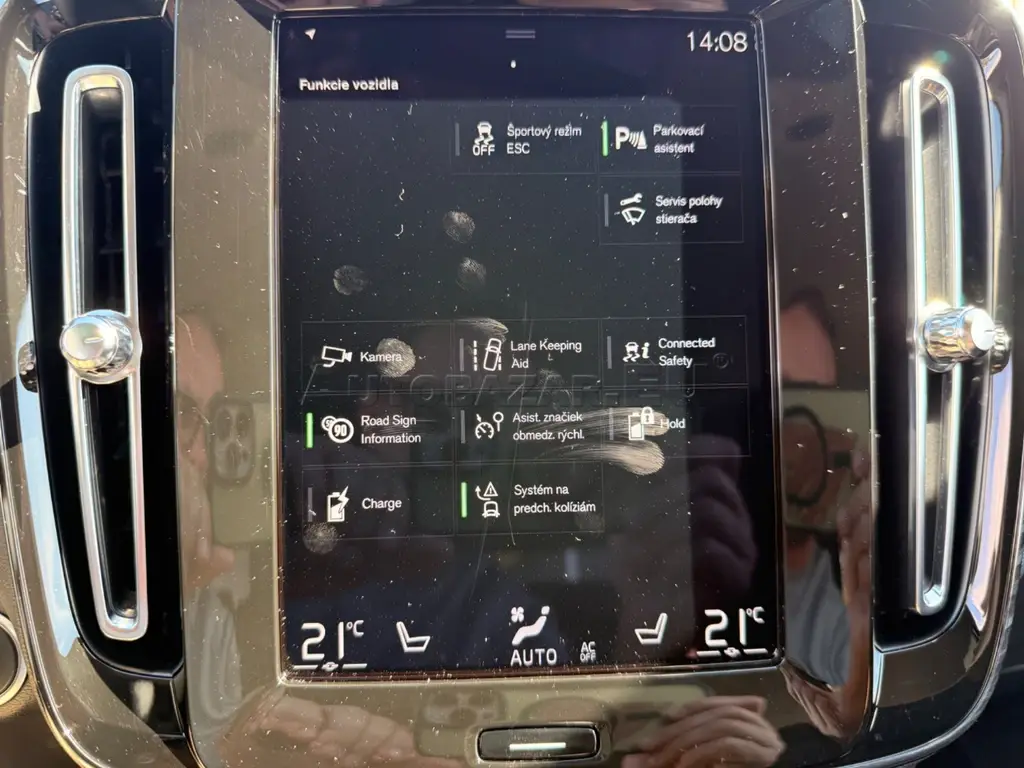 14:08
Funkcie vozidla
OFF
Športový režim
ESC
P
Parkovací
asistent
Servis polohy
stierača
Kamera
Lane Keeping
Aid
Connected
Safety
AUTOBAZAR.EU
90
Road Sign
Information
Asist. značiek
obmedz. rýchl.
Hold
Charge
Systém na
predch. kolíziám
21°C
AUTO
AC
OFF
21°C